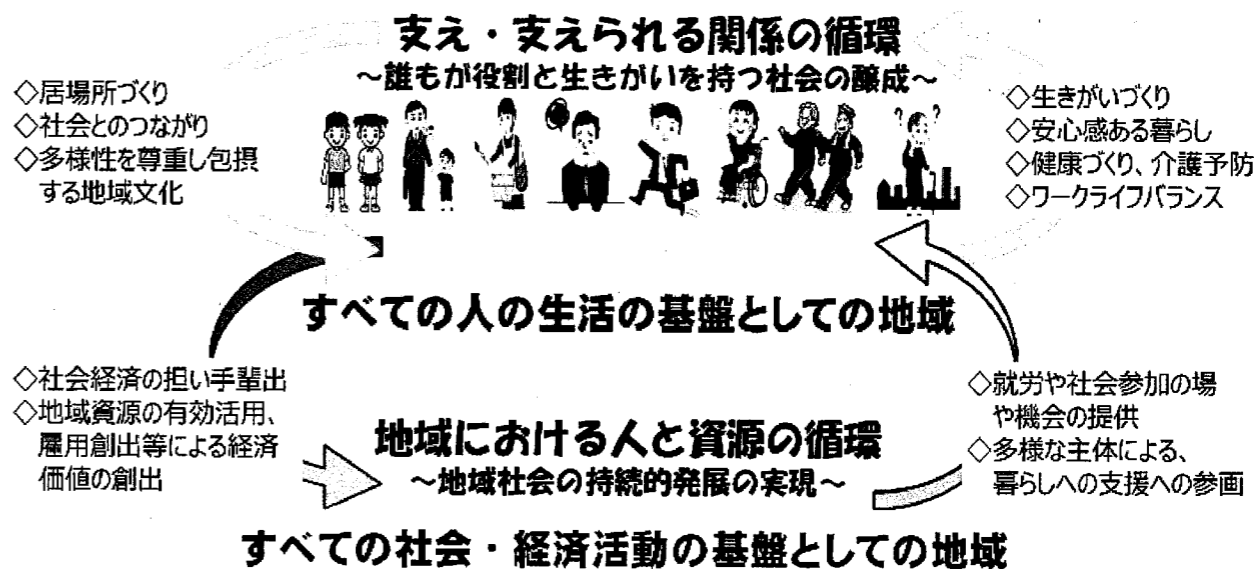 支え・支えられる関係の循環
～誰もが役割と生きがいを持つ社会の醸成～
◇居場所づくり
◇社会とのつながり
◇多様性を尊重し包摂
する地域文化
◇生きがいづくり
◇安心感ある暮らし
◇健康づくり、介護予防
◇ワークライフバランス
すべての人の生活の基盤としての地域
◇社会経済の担い手輩出
◇地域資源の有効活用、
雇用創出等による経済
価値の創出
◇就労や社会参加の場
や機会の提供
◇多様な主体による、
暮らしへの支援への参画
地域における人と資源の循環
～地域社会の持続的発展の実現～
すべての社会・経済活動の基盤としての地域